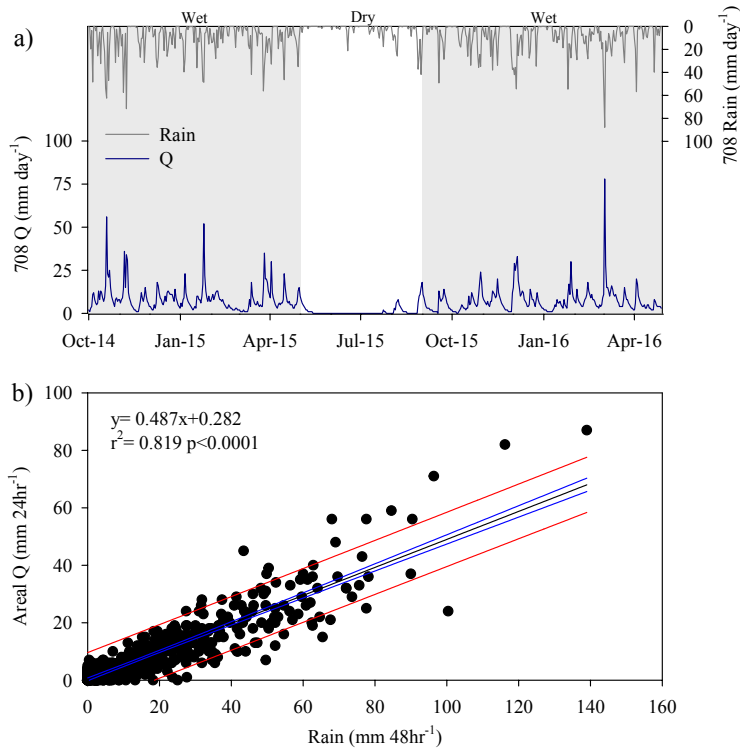 a)
Wet Dry Wet
0
20
40
60
80
100
708 Rain (mm day⁻¹)
Rain
Q
100
75
50
25
0
708 Q (mm day⁻¹)
Oct-14 Jan-15 Apr-15 Jul-15 Oct-15 Jan-16 Apr-16
b)
y= 0.487x+0.282
r²= 0.819 p<0.0001
100
80
60
40
20
0
Areal Q (mm 24hr⁻¹)
0 20 40 60 80 100 120 140 160
Rain (mm 48hr⁻¹)